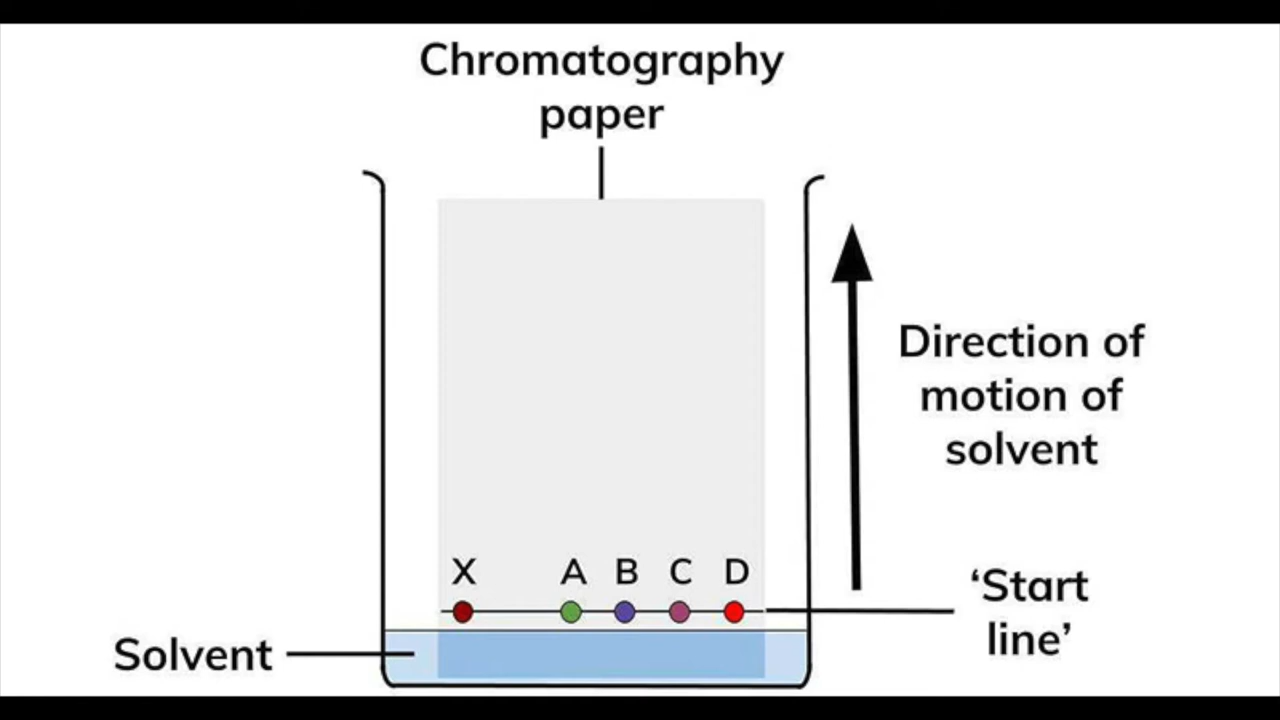 Chromatography
paper
Direction of
motion of
solvent
X A B C D
‘Start
line’
Solvent